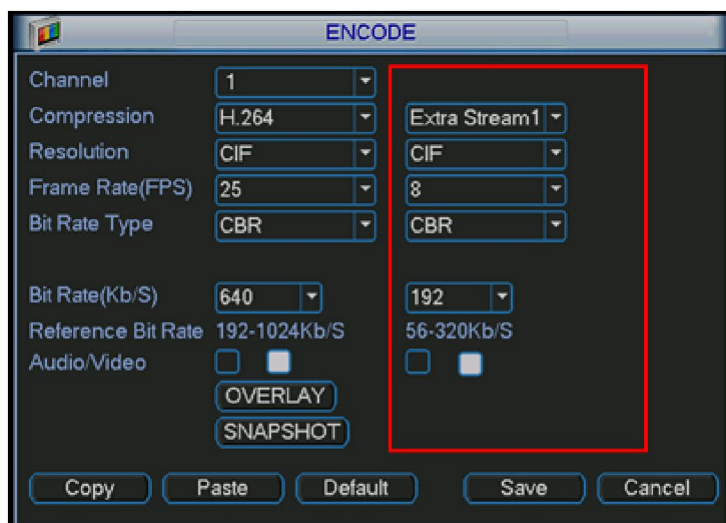 ENCODE
Channel 1
Compression H.264 Extra Stream1
Resolution CIF CIF
Frame Rate(FPS) 25 8
Bit Rate Type CBR CBR
Bit Rate(Kb/S) 640 192
Reference Bit Rate 192-1024Kb/S 56-320Kb/S
Audio/Video
OVERLAY
SNAPSHOT
Copy Paste Default Save Cancel